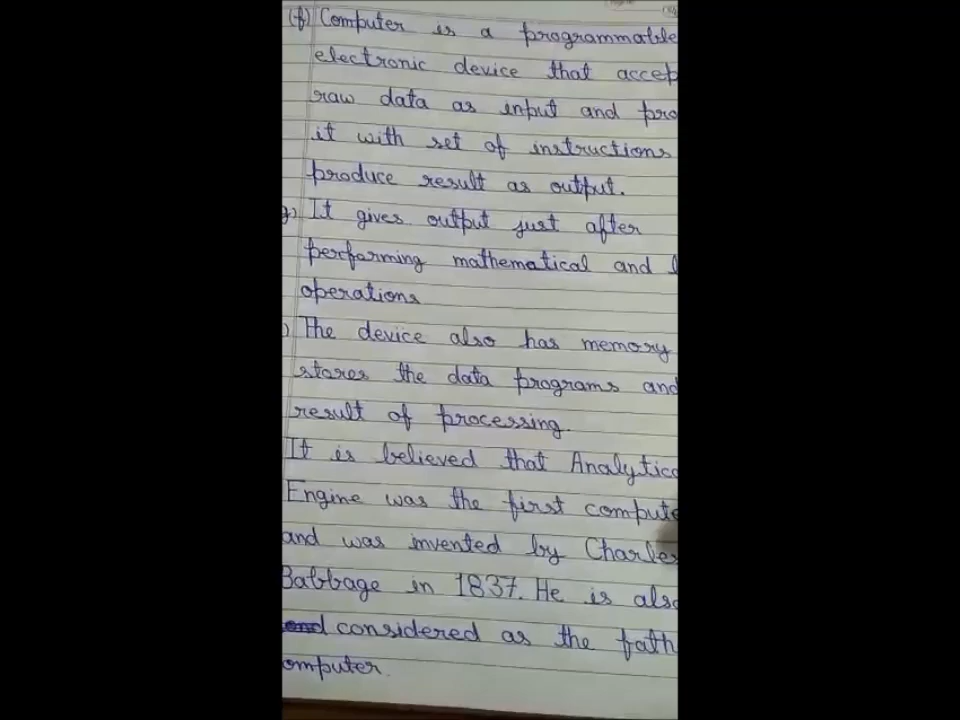 (f) Computer is a programmable
electronic device that accep
raw data as input and pro
it with set of instructions
produce result as output.
g) It gives output just after
performing mathematical and l
operations
) The device also has memory
stores the data programs and
result of processing.
It is believed that Analytic
Engine was the first compute
and was invented by Charles
Babbage in 1837. He is also
considered as the fath
omputer.